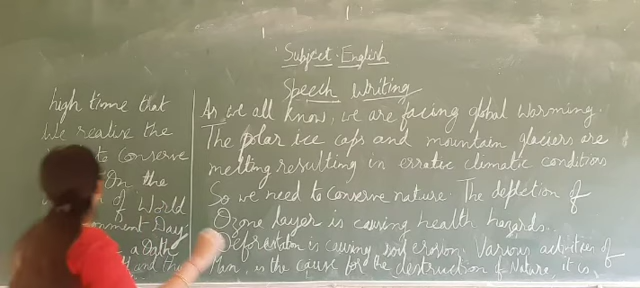 Subject - English
Speech Writing
As we all know, we are facing global warming.
The polar ice caps and mountain glaciers are
melting resulting in erratic climatic conditions
So we need to conserve nature. The depletion of
Ozone layer is causing health hazards.
Deforestation is causing soil erosion. Various activities of
Man, is the cause for the destruction of Nature, it is,
high time that
We realise the
to conserve
On the
of World
Day
a Oath
and the